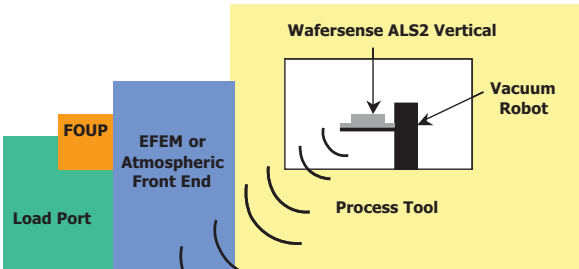 Wafersense ALS2 Vertical
Vacuum
Robot
FOUP
EFEM or
Atmospheric
Front End
Load Port
Process Tool